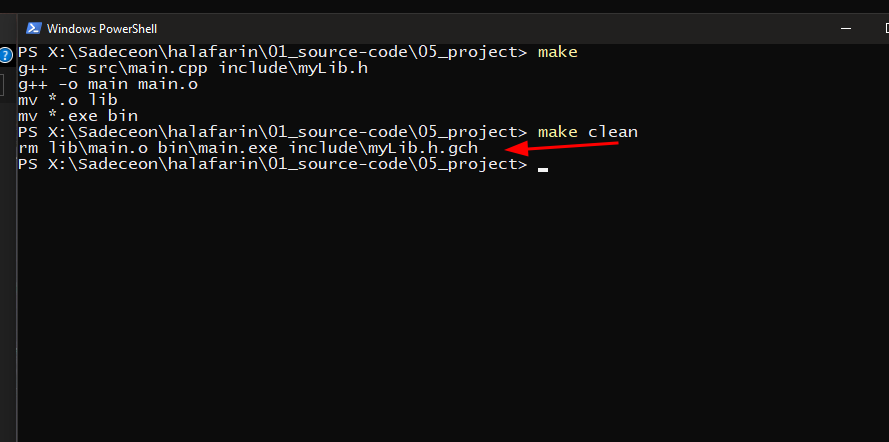 Windows PowerShell
PS X:\Sadeceon\halafarin\01_source-code\05_project> make
g++ -c src\main.cpp include\myLib.h
g++ -o main main.o
mv *.o lib
mv *.exe bin
PS X:\Sadeceon\halafarin\01_source-code\05_project> make clean
rm lib\main.o bin\main.exe include\myLib.h.gch
PS X:\Sadeceon\halafarin\01_source-code\05_project>